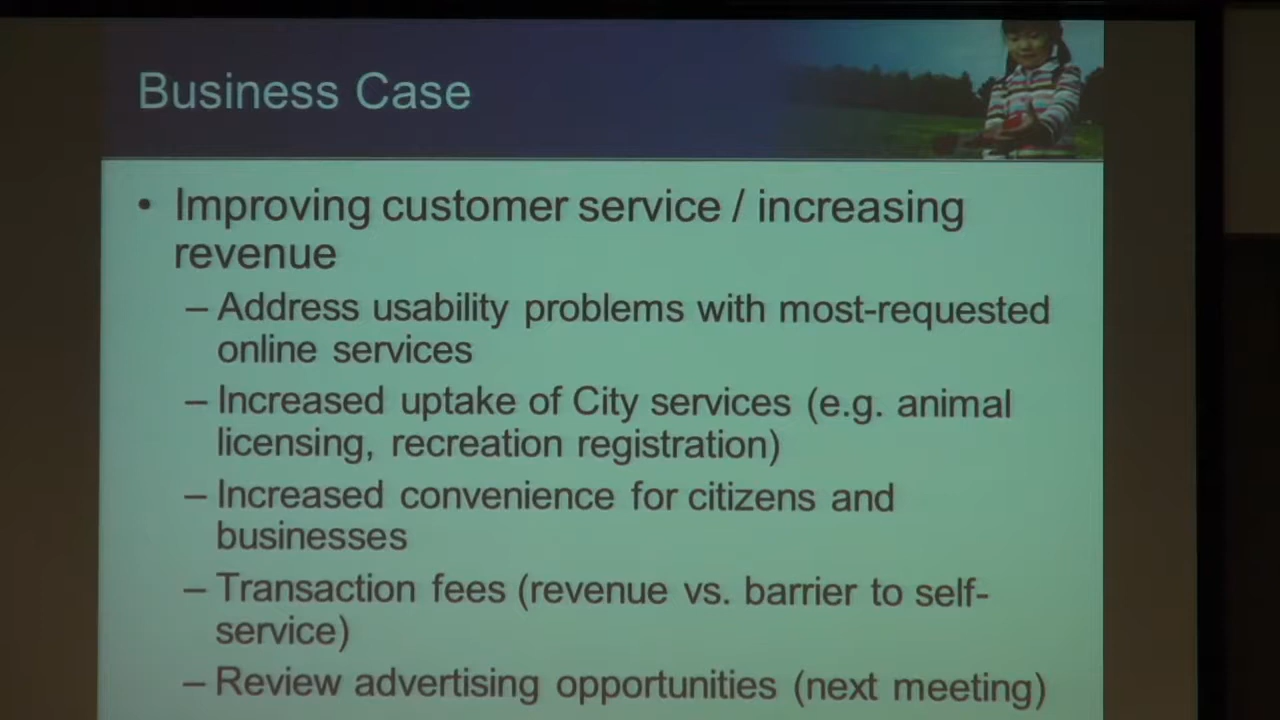 Business Case
• Improving customer service / increasing
revenue
– Address usability problems with most-requested
online services
– Increased uptake of City services (e.g. animal
licensing, recreation registration)
– Increased convenience for citizens and
businesses
– Transaction fees (revenue vs. barrier to self-
service)
– Review advertising opportunities (next meeting)